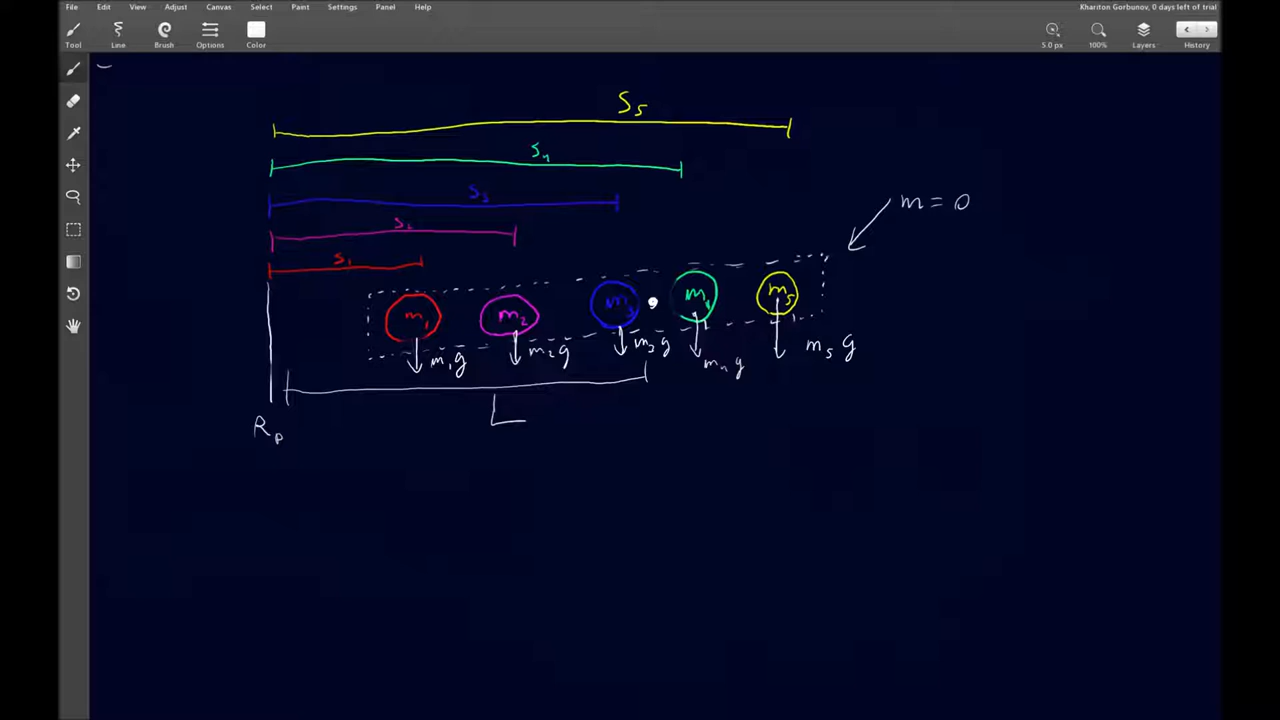 File Edit View Adjust Canvas Select Paint Settings Panel Help
Khariton Gorbunov, 0 days left of trial
Tool Line Brush Options Color
5.0 px 100% Layers History
S5
S4
S3
S2
S1
m = 0
m1 m2 m3 m4 m5
m1g m2g m3g m4g m5g
L
Rp